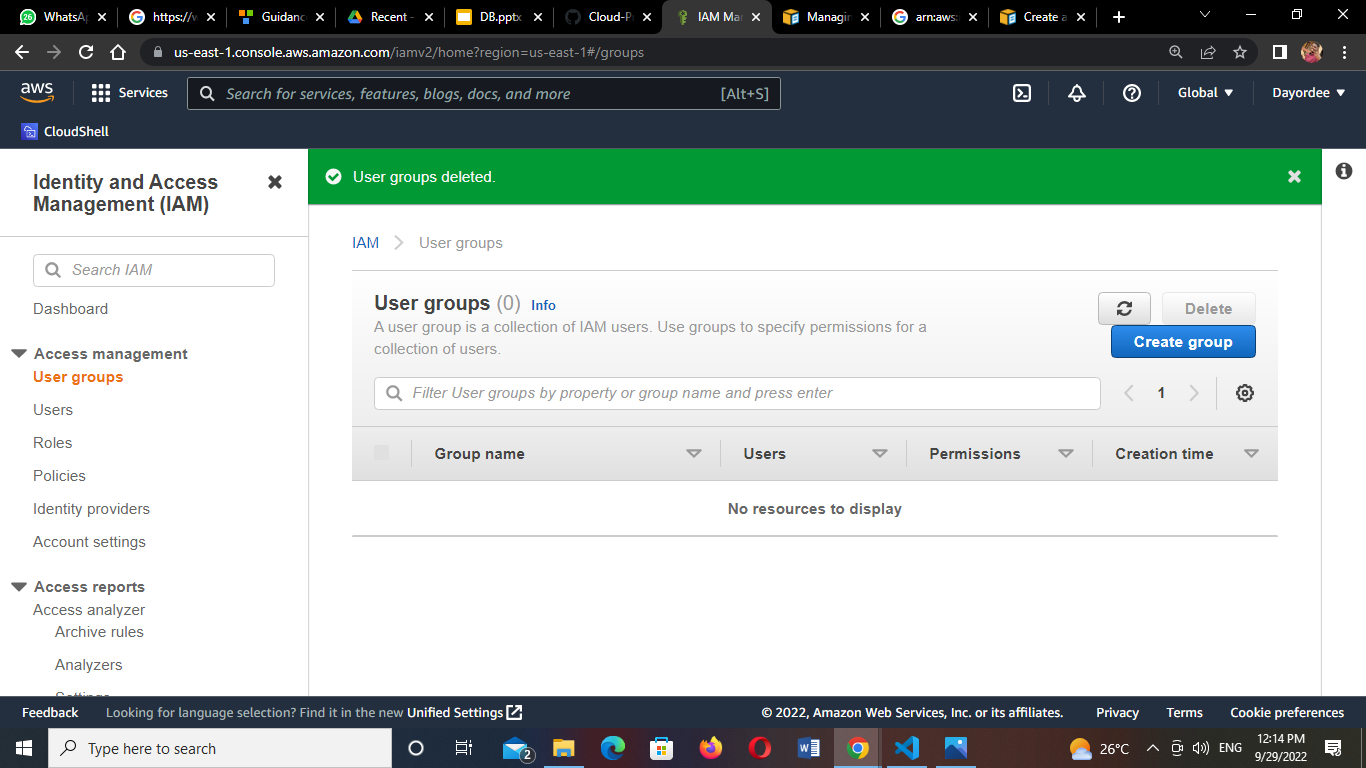 26
WhatsA
https://w
Guidanc
Recent -
DB.pptx
Cloud-P
IAM Ma
Managin
arn:aws:
Create a
us-east-1.console.aws.amazon.com/iamv2/home?region=us-east-1#/groups
aws
Services
Search for services, features, blogs, docs, and more
[Alt+S]
Global
Dayordee
CloudShell
Identity and Access
Management (IAM)
Search IAM
Dashboard
Access management
User groups
Users
Roles
Policies
Identity providers
Account settings
Access reports
Access analyzer
Archive rules
Analyzers
Settings
User groups deleted.
IAM
User groups
User groups (0) Info
A user group is a collection of IAM users. Use groups to specify permissions for a
collection of users.
Delete
Create group
Filter User groups by property or group name and press enter
1
Group name
Users
Permissions
Creation time
No resources to display
Feedback
Looking for language selection? Find it in the new Unified Settings
© 2022, Amazon Web Services, Inc. or its affiliates.
Privacy
Terms
Cookie preferences
Type here to search
2
26°C
ENG
12:14 PM
9/29/2022